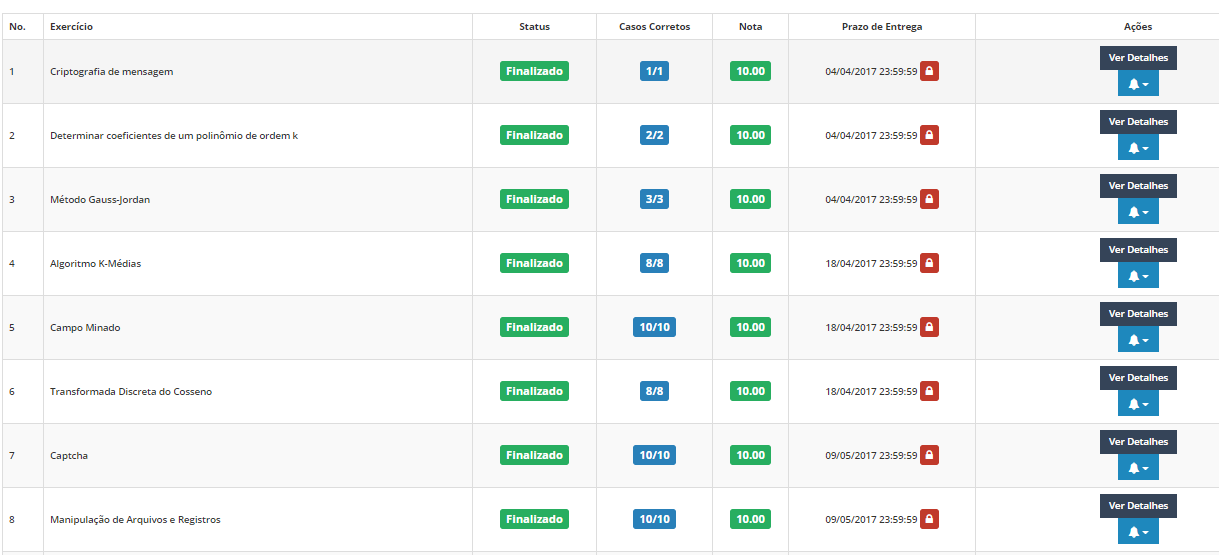 No. Exercício Status Casos Corretos Nota Prazo de Entrega Ações
1 Criptografia de mensagem Finalizado 1/1 10.00 04/04/2017 23:59:59 Ver Detalhes
2 Determinar coeficientes de um polinômio de ordem k Finalizado 2/2 10.00 04/04/2017 23:59:59 Ver Detalhes
3 Método Gauss-Jordan Finalizado 3/3 10.00 04/04/2017 23:59:59 Ver Detalhes
4 Algoritmo K-Médias Finalizado 8/8 10.00 18/04/2017 23:59:59 Ver Detalhes
5 Campo Minado Finalizado 10/10 10.00 18/04/2017 23:59:59 Ver Detalhes
6 Transformada Discreta do Cosseno Finalizado 8/8 10.00 18/04/2017 23:59:59 Ver Detalhes
7 Captcha Finalizado 10/10 10.00 09/05/2017 23:59:59 Ver Detalhes
8 Manipulação de Arquivos e Registros Finalizado 10/10 10.00 09/05/2017 23:59:59 Ver Detalhes